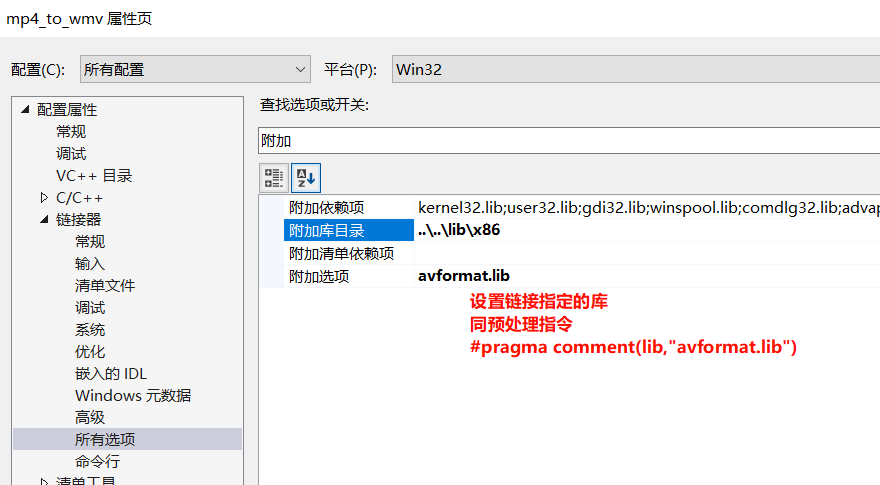 mp4_to_wmv 属性页
配置(C): 所有配置 平台(P): Win32
配置属性
常规
调试
VC++ 目录
C/C++
链接器
常规
输入
清单文件
调试
系统
优化
嵌入的 IDL
Windows 元数据
高级
所有选项
命令行
清单工具
查找选项或开关:
附加
附加依赖项 kernel32.lib;user32.lib;gdi32.lib;winspool.lib;comdlg32.lib;advap
附加库目录 ..\..\lib\x86
附加清单依赖项
附加选项 avformat.lib
设置链接指定的库
同预处理指令
#pragma comment(lib,"avformat.lib")